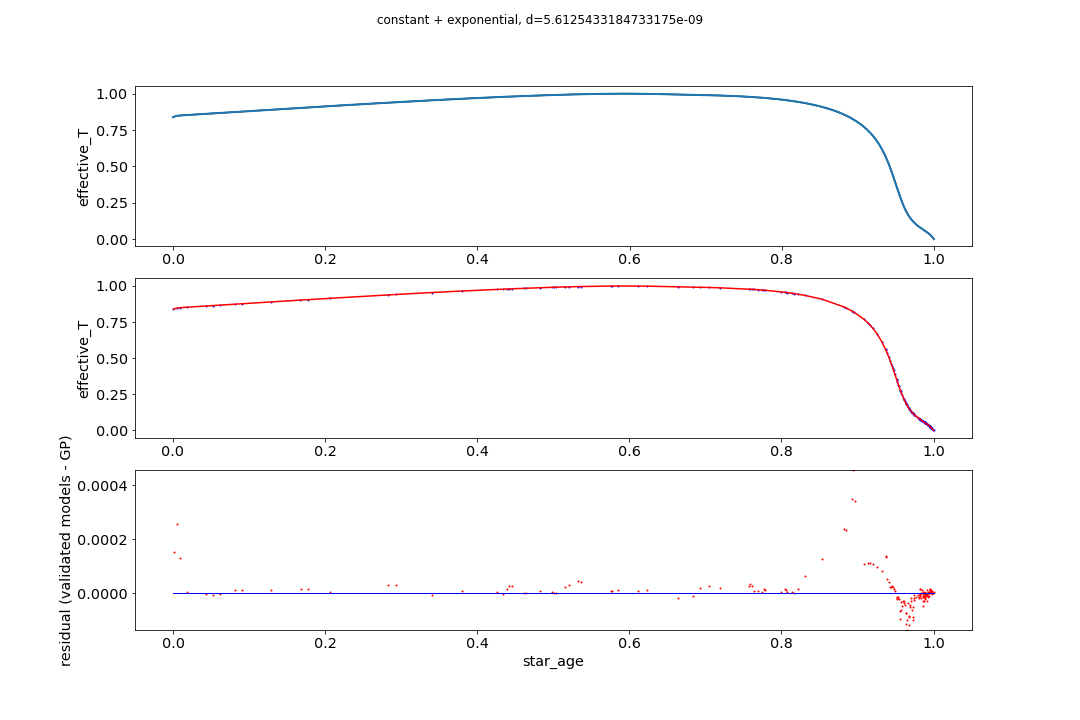 constant + exponential, d=5.6125433184733175e-09
1.00
0.75
0.50
0.25
0.00
effective_T
0.0 0.2 0.4 0.6 0.8 1.0
1.00
0.75
0.50
0.25
0.00
effective_T
0.0 0.2 0.4 0.6 0.8 1.0
0.0004
0.0002
0.0000
residual (validated models - GP)
0.0 0.2 0.4 0.6 0.8 1.0
star_age